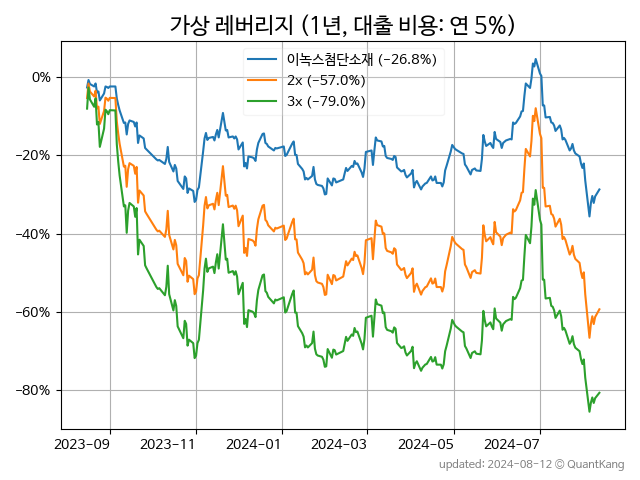 가상 레버리지 (1년, 대출 비용: 연 5%)
이녹스첨단소재 (−26.8%)
2x (−57.0%)
3x (−79.0%)
0%
−20%
−40%
−60%
−80%
2023-09 2023-11 2024-01 2024-03 2024-05 2024-07
updated: 2024-08-12 © QuantKang